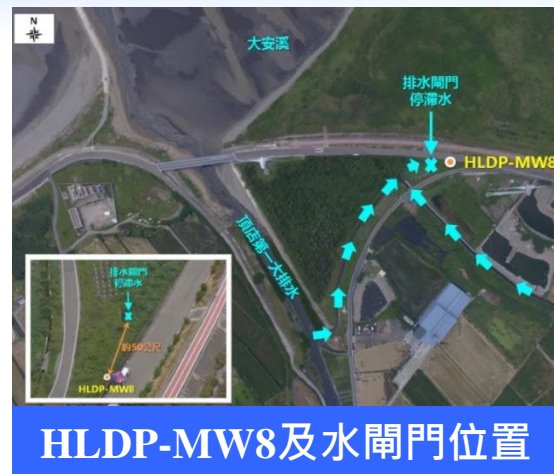 N
大安溪
排水閘門
停滯水
HLDP-MW8
頂店第一大排水
排水閘門
停滯水
約50公尺
HLDP-MW8
HLDP-MW8及水閘門位置